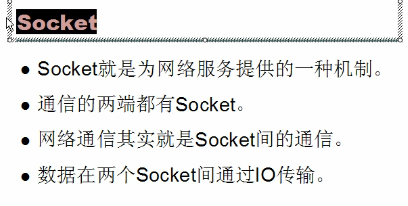 Socket
● Socket就是为网络服务提供的一种机制。
● 通信的两端都有Socket。
● 网络通信其实就是Socket间的通信。
● 数据在两个Socket间通过IO传输。